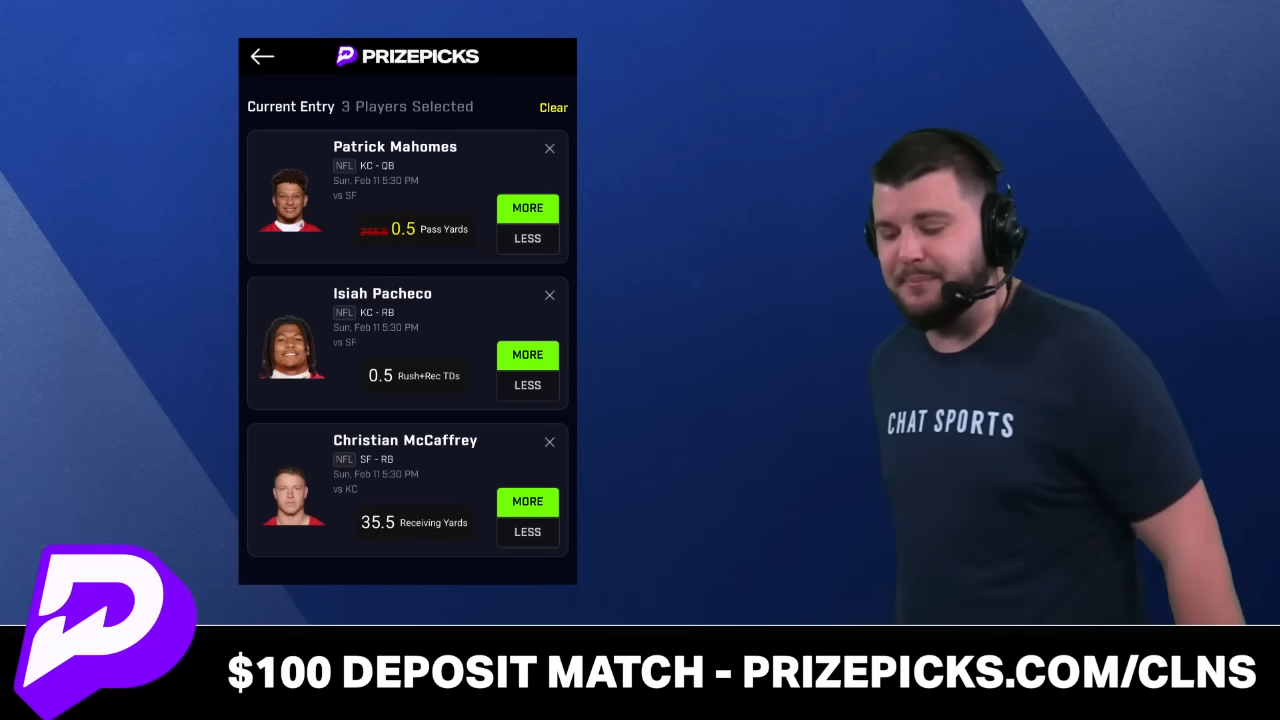 PRIZEPICKS
Current Entry 3 Players Selected Clear
Patrick Mahomes
NFL KC - QB
Sun, Feb 11 5:30 PM
vs SF
0.5 Pass Yards
MORE
LESS
Isiah Pacheco
NFL KC - RB
Sun, Feb 11 5:30 PM
vs SF
0.5 Rush+Rec TDs
MORE
LESS
Christian McCaffrey
NFL SF - RB
Sun, Feb 11 5:30 PM
vs KC
35.5 Receiving Yards
MORE
LESS
CHAT SPORTS
$100 DEPOSIT MATCH - PRIZEPICKS.COM/CLNS